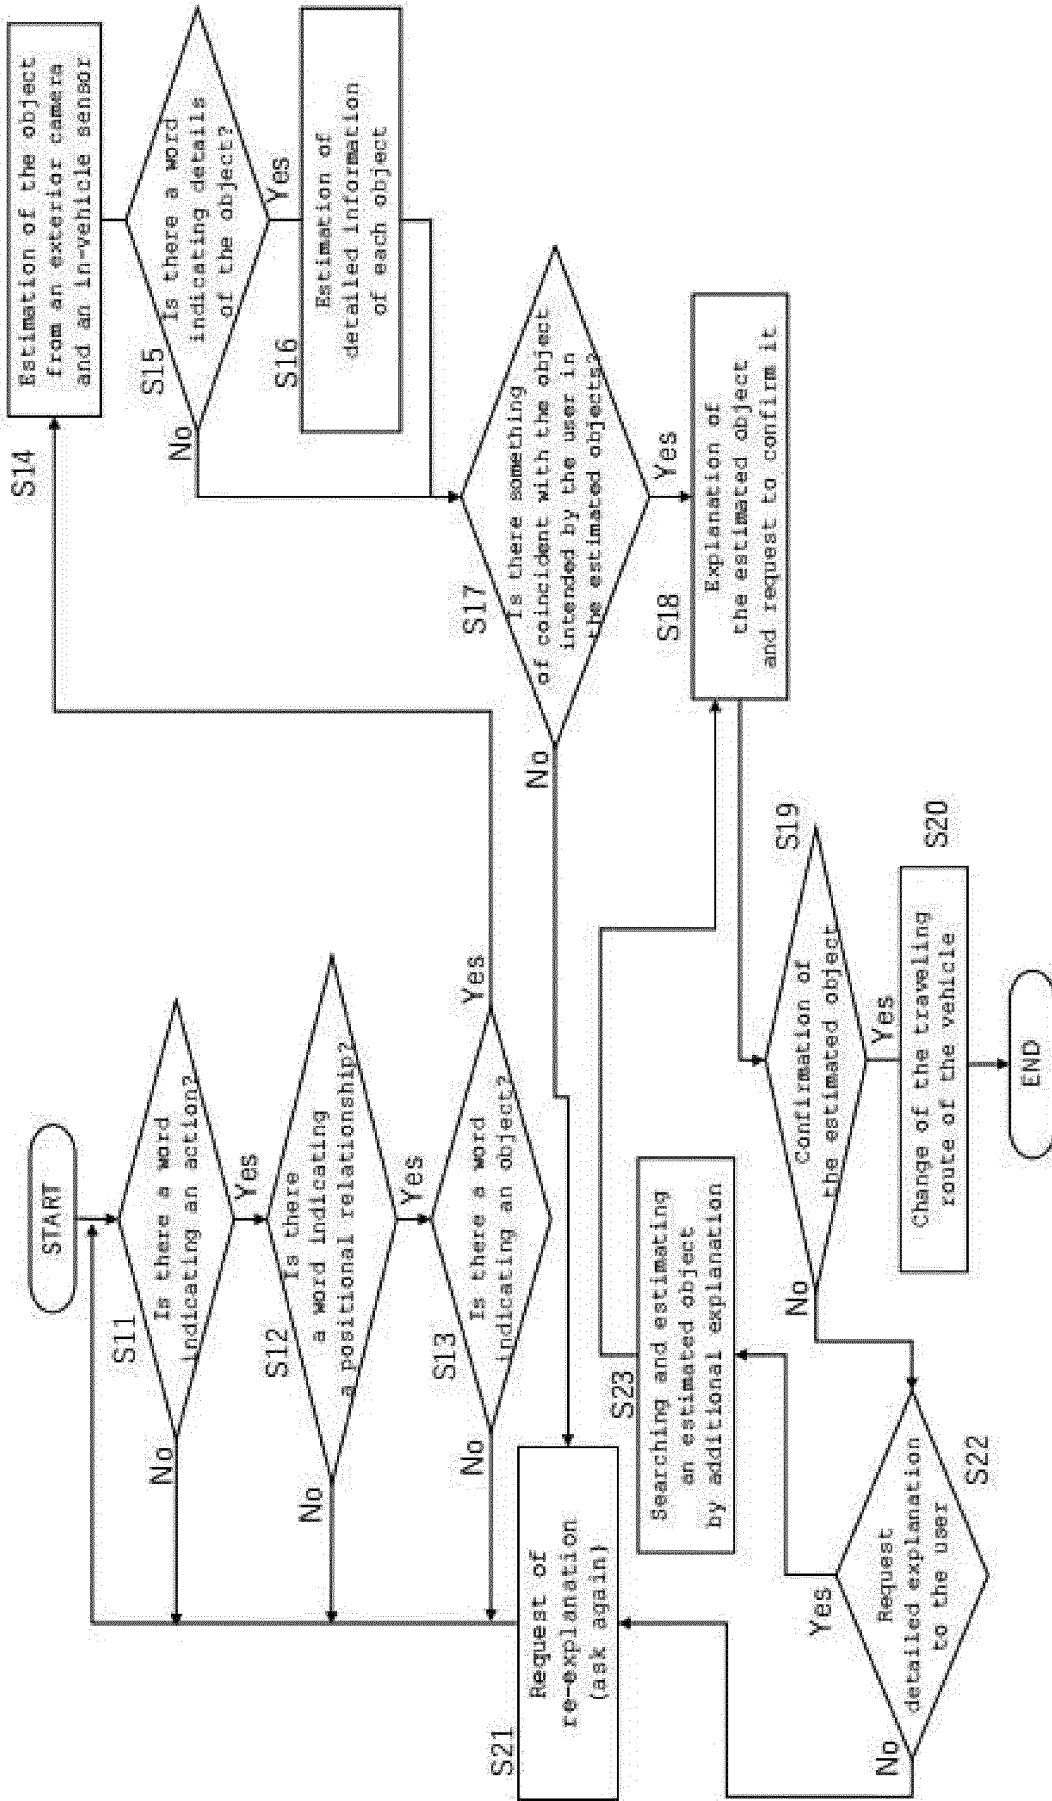 START
S11
Is there a word
indicating an action?
No
Yes
S12
Is there
a word indicating
a positional relationship?
No
Yes
S13
Is there a word
indicating an object?
No
Yes
S14
Estimation of the object
from an exterior camera
and an in-vehicle sensor
S15
Is there a word
indicating details
of the object?
No
Yes
S16
Estimation of
detailed information
of each object
S17
Is there something
of coincident with the object
intended by the user in
the estimated objects?
No
Yes
S18
Explanation of
the estimated object
and request to confirm it
S19
Confirmation of
the estimated object
No
Yes
S20
Change of the traveling
route of the vehicle
END
S21
Request of
re-explanation
(ask again)
S22
Request
detailed explanation
to the user
No
Yes
S23
Searching and estimating
an estimated object
by additional explanation